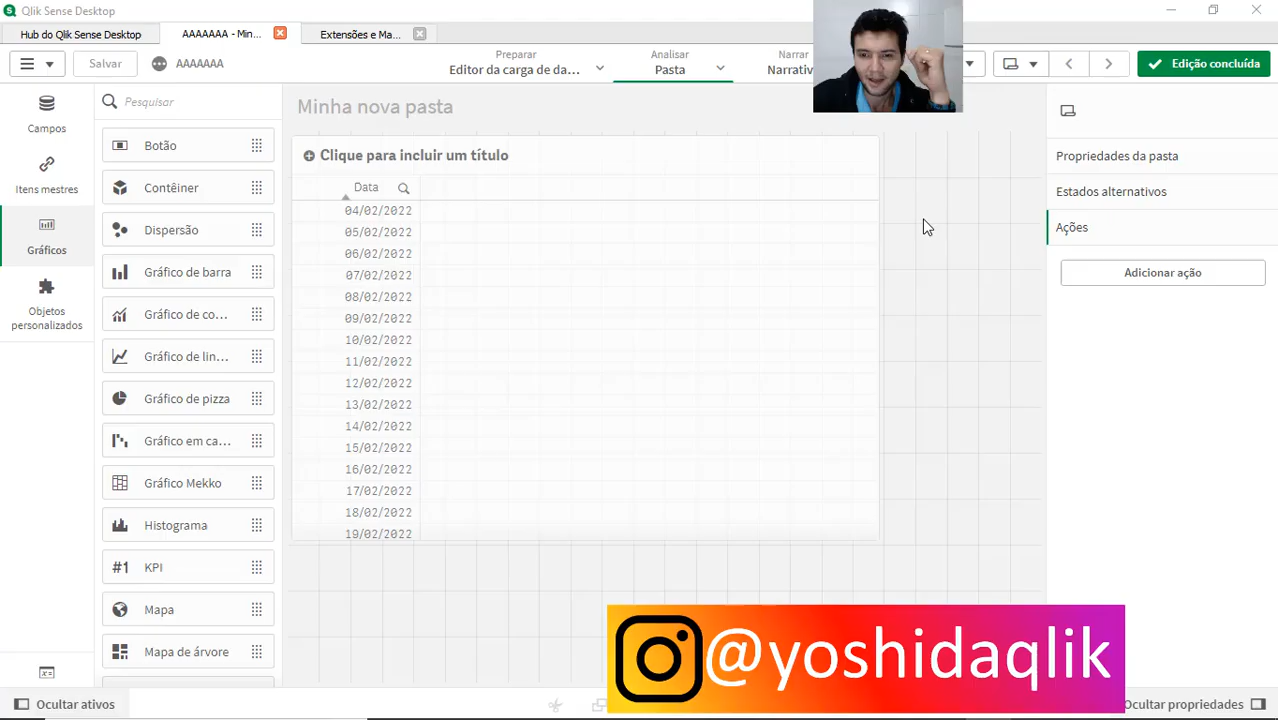 Qlik Sense Desktop
Hub do Qlik Sense Desktop
AAAAAAA - Min...
Extensões e Ma...
Salvar
AAAAAAA
Preparar
Editor da carga de da...
Analisar
Pasta
Narrar
Narrativ
Edição concluída
Campos
Itens mestres
Gráficos
Objetos
personalizados
Pesquisar
Botão
Contêiner
Dispersão
Gráfico de barra
Gráfico de co...
Gráfico de lin...
Gráfico de pizza
Gráfico em ca...
Gráfico Mekko
Histograma
#1 KPI
Mapa
Mapa de árvore
Minha nova pasta
Clique para incluir um título
Data
04/02/2022
05/02/2022
06/02/2022
07/02/2022
08/02/2022
09/02/2022
10/02/2022
11/02/2022
12/02/2022
13/02/2022
14/02/2022
15/02/2022
16/02/2022
17/02/2022
18/02/2022
19/02/2022
Propriedades da pasta
Estados alternativos
Ações
Adicionar ação
@yoshidaqlik
Ocultar ativos
Ocultar propriedades